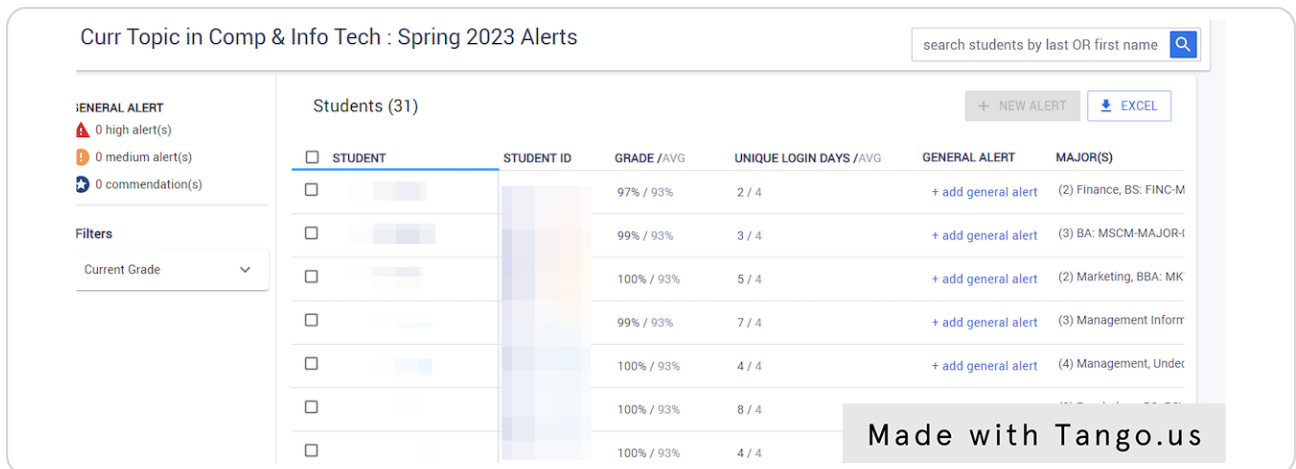 Curr Topic in Comp & Info Tech : Spring 2023 Alerts
search students by last OR first name
GENERAL ALERT
0 high alert(s)
0 medium alert(s)
0 commendation(s)
Filters
Current Grade
Students (31)
+ NEW ALERT
EXCEL
STUDENT STUDENT ID GRADE /AVG UNIQUE LOGIN DAYS /AVG GENERAL ALERT MAJOR(S)
97% / 93% 2 / 4 + add general alert (2) Finance, BS: FINC-M
99% / 93% 3 / 4 + add general alert (3) BA: MSCM-MAJOR-
100% / 93% 5 / 4 + add general alert (2) Marketing, BBA: MK
99% / 93% 7 / 4 + add general alert (3) Management Inform
100% / 93% 4 / 4 + add general alert (4) Management, Undec
100% / 93% 8 / 4
100% / 93% 4 / 4
Made with Tango.us